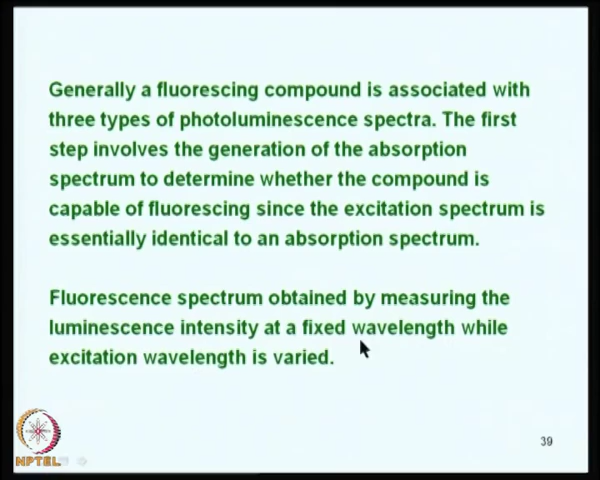 Generally a fluorescing compound is associated with
three types of photoluminescence spectra. The first
step involves the generation of the absorption
spectrum to determine whether the compound is
capable of fluorescing since the excitation spectrum is
essentially identical to an absorption spectrum.
Fluorescence spectrum obtained by measuring the
luminescence intensity at a fixed wavelength while
excitation wavelength is varied.
39
NPTEL